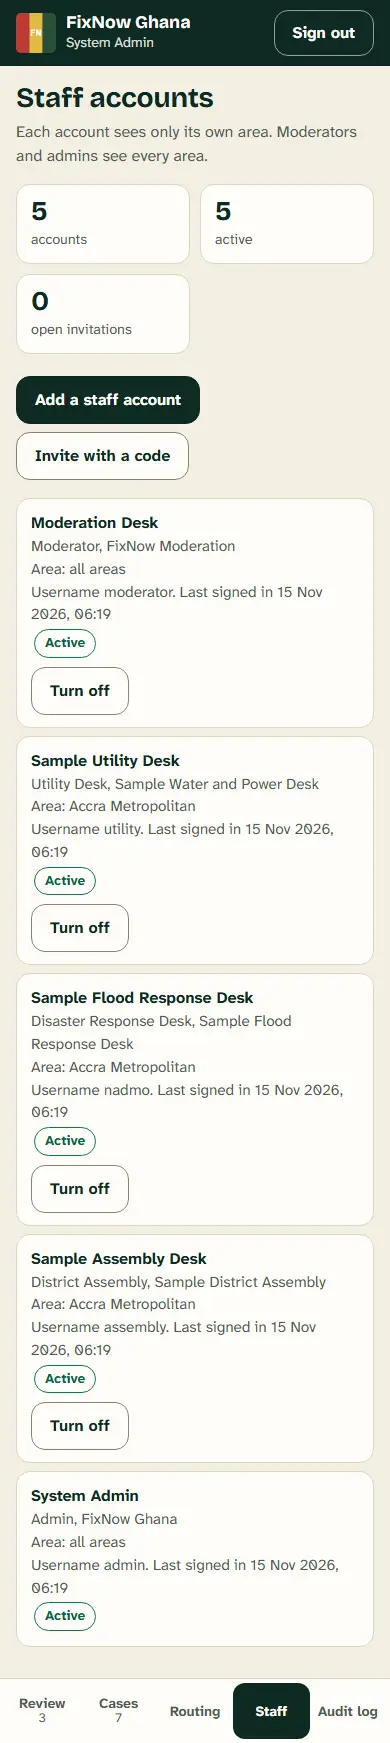 FN
FixNow Ghana
System Admin
Sign out
Staff accounts
Each account sees only its own area. Moderators
and admins see every area.
5
accounts
5
active
0
open invitations
Add a staff account
Invite with a code
Moderation Desk
Moderator, FixNow Moderation
Area: all areas
Username moderator. Last signed in 15 Nov
2026, 06:19
Active
Turn off
Sample Utility Desk
Utility Desk, Sample Water and Power Desk
Area: Accra Metropolitan
Username utility. Last signed in 15 Nov 2026,
06:19
Active
Turn off
Sample Flood Response Desk
Disaster Response Desk, Sample Flood
Response Desk
Area: Accra Metropolitan
Username nadmo. Last signed in 15 Nov 2026,
06:19
Active
Turn off
Sample Assembly Desk
District Assembly, Sample District Assembly
Area: Accra Metropolitan
Username assembly. Last signed in 15 Nov
2026, 06:19
Active
Turn off
System Admin
Admin, FixNow Ghana
Area: all areas
Username admin. Last signed in 15 Nov 2026,
06:19
Active
Review
3
Cases
7
Routing
Staff
Audit log